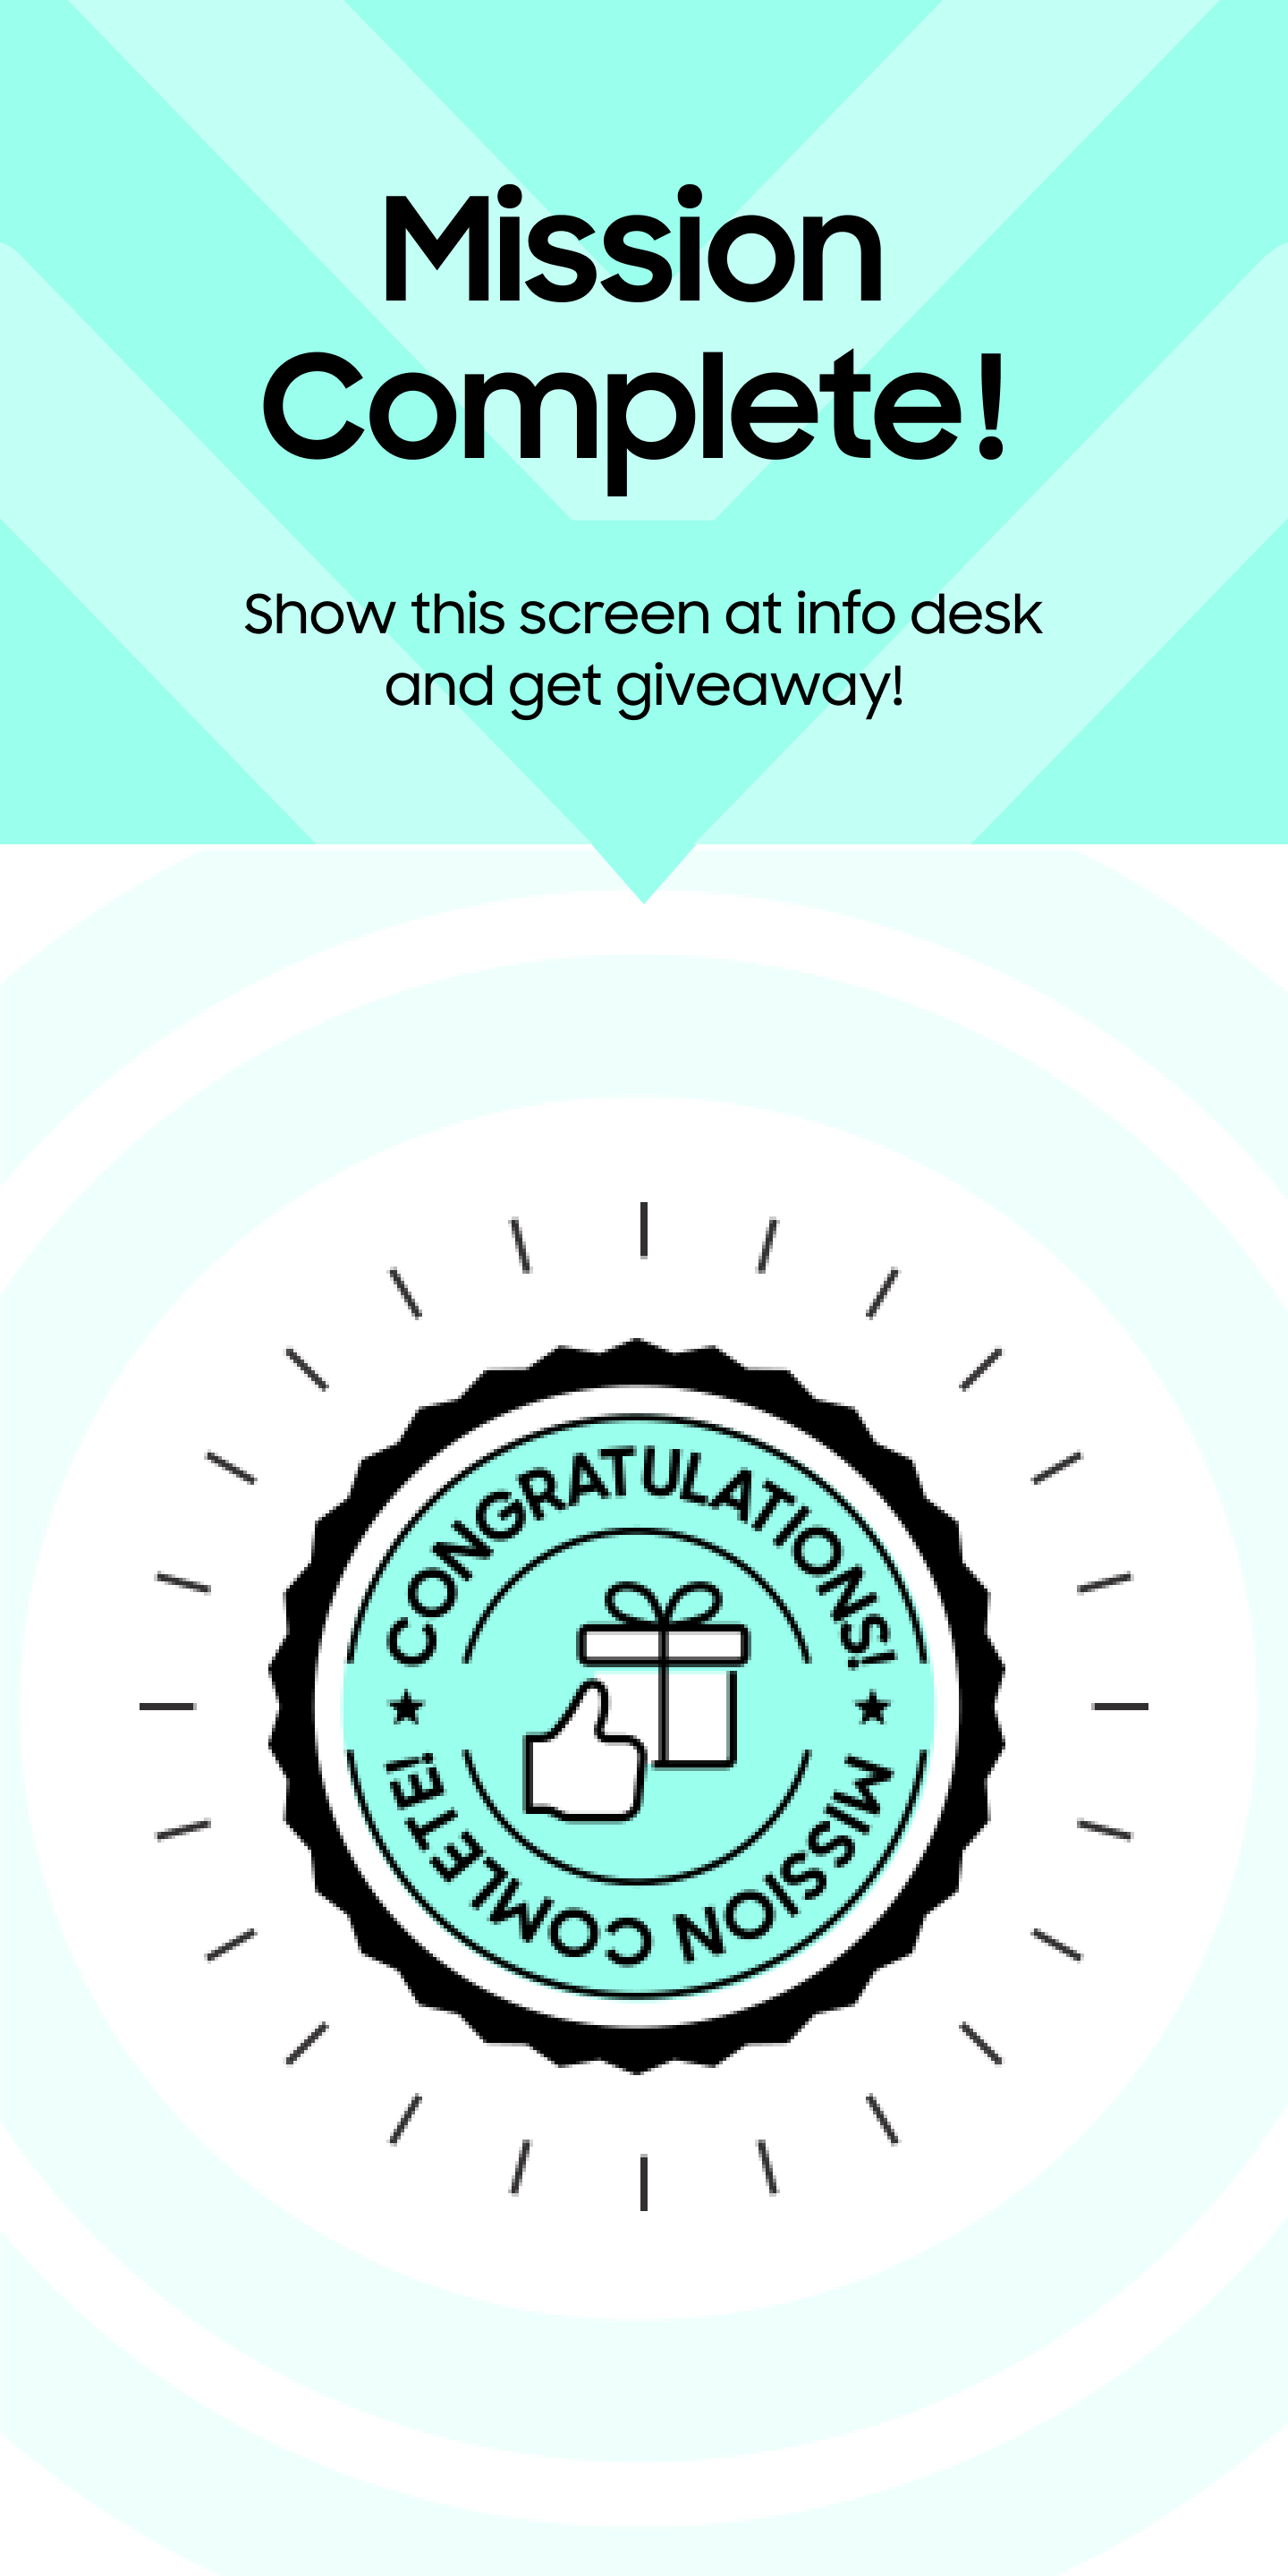 Mission
Complete!
Show this screen at info desk
and get giveaway!
CONGRATULATIONS!
MISSION COMLETE!